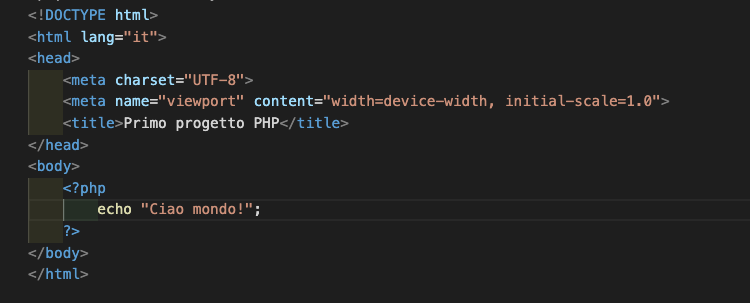 <!DOCTYPE html>
<html lang="it">
<head>
    <meta charset="UTF-8">
    <meta name="viewport" content="width=device-width, initial-scale=1.0">
    <title>Primo progetto PHP</title>
</head>
<body>
    <?php
        echo "Ciao mondo!";
    ?>
</body>
</html>